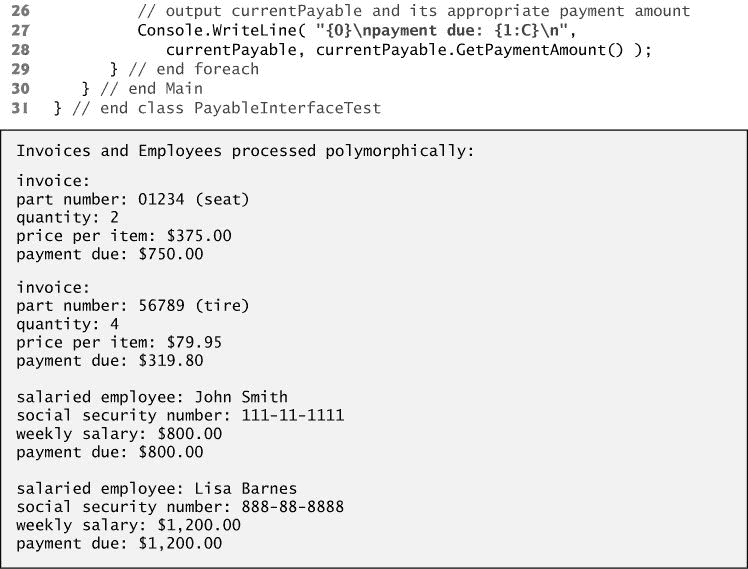 26 // output currentPayable and its appropriate payment amount
27 Console.WriteLine( "{0}\npayment due: {1:C}\n",
28 currentPayable, currentPayable.GetPaymentAmount() );
29 } // end foreach
30 } // end Main
31 } // end class PayableInterfaceTest
Invoices and Employees processed polymorphically:
invoice:
part number: 01234 (seat)
quantity: 2
price per item: $375.00
payment due: $750.00
invoice:
part number: 56789 (tire)
quantity: 4
price per item: $79.95
payment due: $319.80
salaried employee: John Smith
social security number: 111-11-1111
weekly salary: $800.00
payment due: $800.00
salaried employee: Lisa Barnes
social security number: 888-88-8888
weekly salary: $1,200.00
payment due: $1,200.00